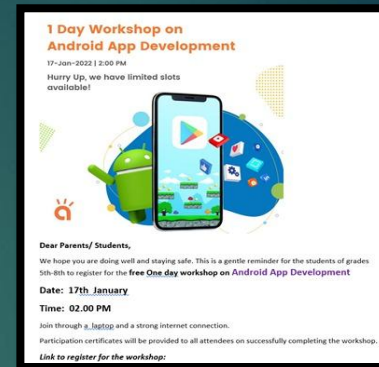 1 Day Workshop on
Android App Development
17-Jan-2022 | 2:00 PM
Hurry Up, we have limited slots
available!
Dear Parents/ Students,
We hope you are doing well and staying safe. This is a gentle reminder for the students of grades
5th-8th to register for the free One day workshop on Android App Development
Date: 17th January
Time: 02.00 PM
Join through a laptop and a strong internet connection.
Participation certificates will be provided to all attendees on successfully completing the workshop.
Link to register for the workshop: